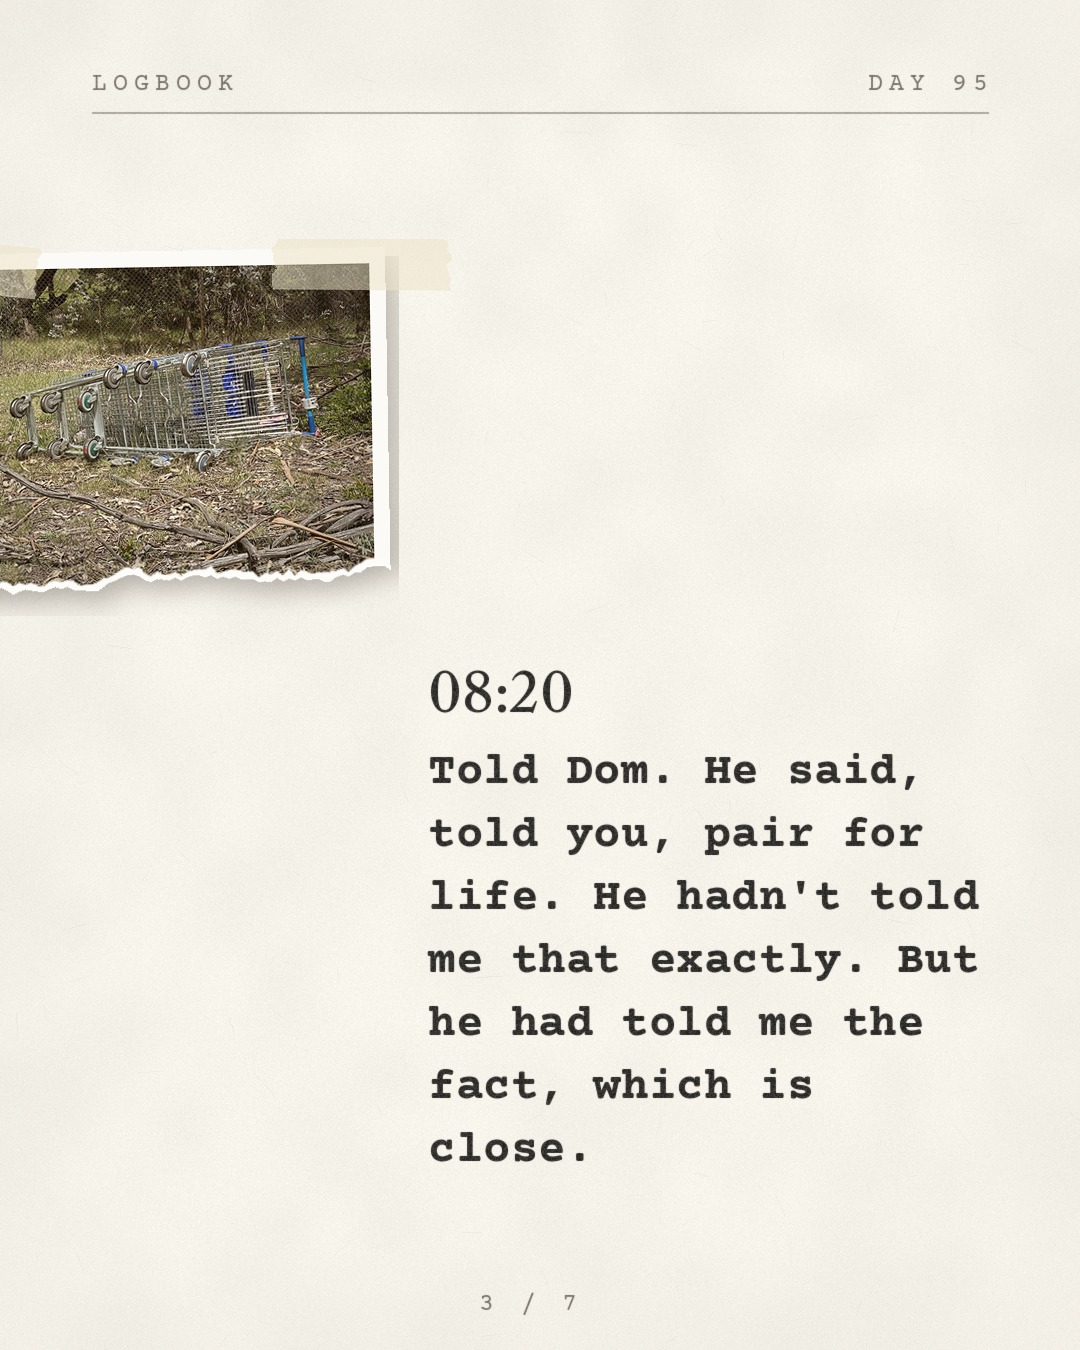 LOGBOOK
DAY 95
08:20
Told Dom. He said,
told you, pair for
life. He hadn't told
me that exactly. But
he had told me the
fact, which is
close.
3 / 7